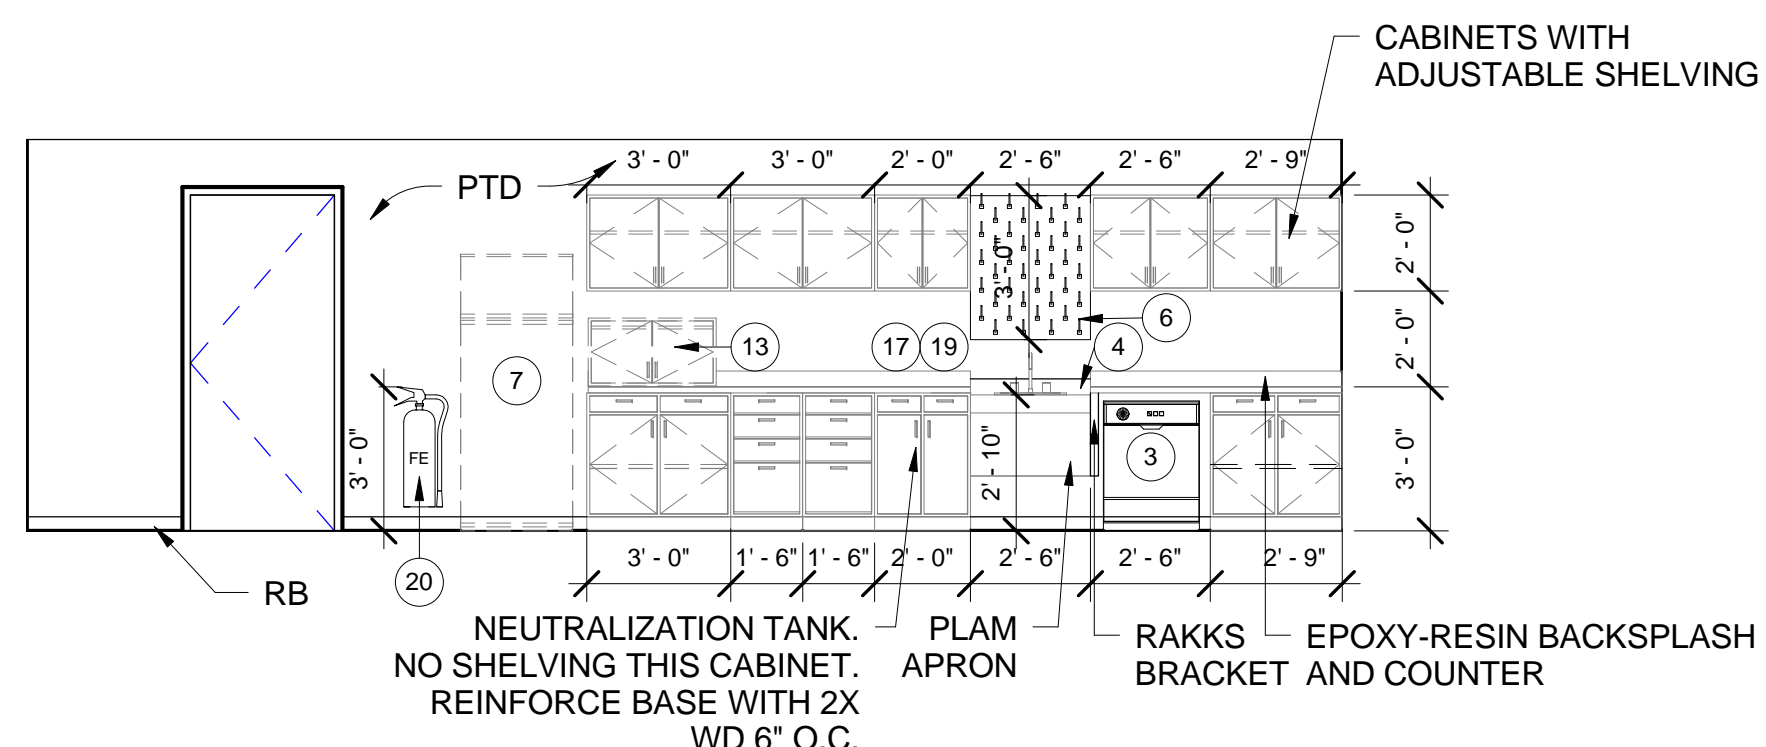 CABINETS WITH
ADJUSTABLE SHELVING
3' - 0" 3' - 0" 2' - 0" 2' - 6" 2' - 6" 2' - 9"
PTD
2' - 0"
3' - 0"
6
13
17
19
4
2' - 0"
7
3' - 0"
FE
2' - 10"
3
3' - 0"
20
3' - 0" 1' - 6" 1' - 6" 2' - 0" 2' - 6" 2' - 6" 2' - 9"
RB
NEUTRALIZATION TANK.
NO SHELVING THIS CABINET.
REINFORCE BASE WITH 2X
WD 6" O.C.
PLAM
APRON
RAKKS
BRACKET
EPOXY-RESIN BACKSPLASH
AND COUNTER